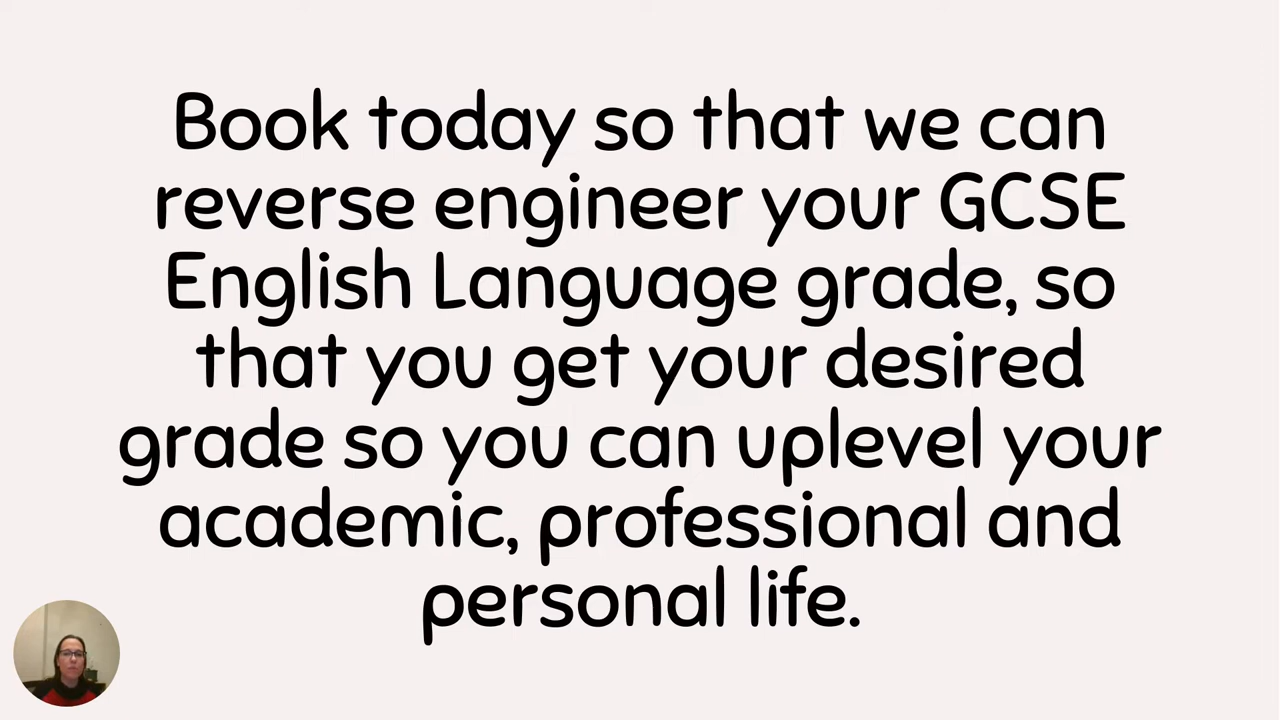 Book today so that we can
reverse engineer your GCSE
English Language grade, so
that you get your desired
grade so you can uplevel your
academic, professional and
personal life.